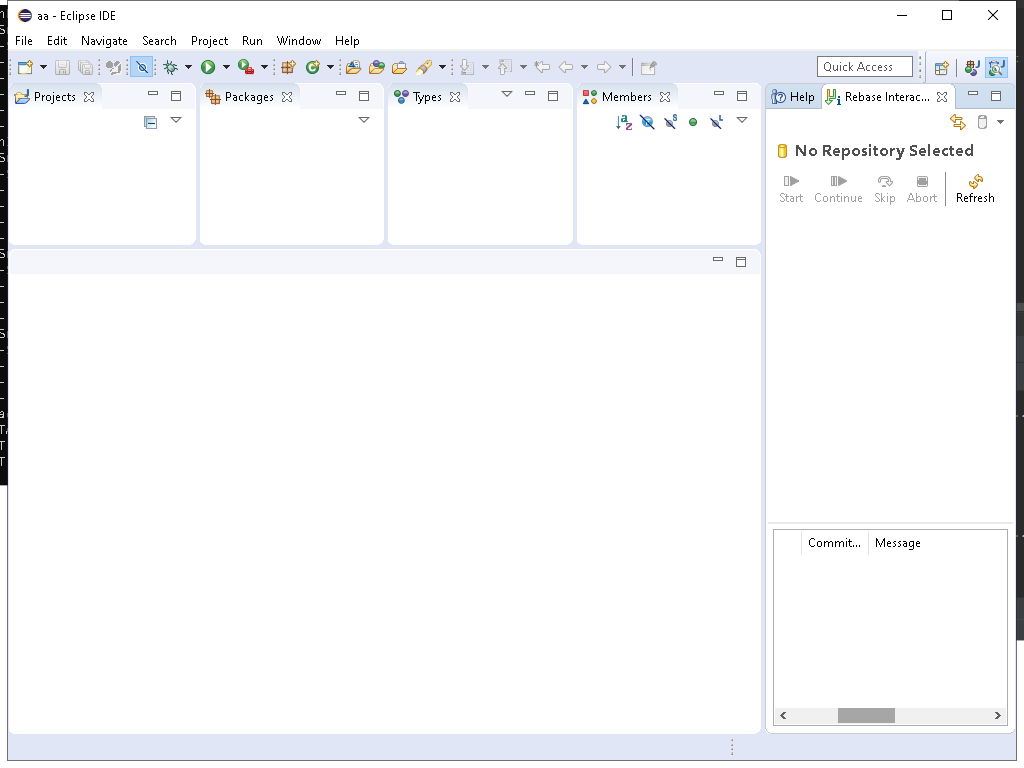 aa - Eclipse IDE
File Edit Navigate Search Project Run Window Help
Quick Access
Projects Packages Types Members Help Rebase Interac...
No Repository Selected
Start Continue Skip Abort Refresh
Commit... Message